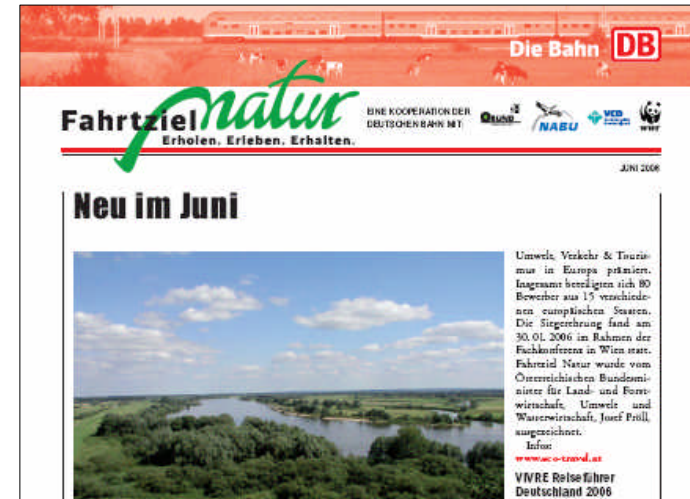 Die Bahn DB
Fahrtziel natur
Erholen. Erleben. Erhalten.
EINE KOOPERATION DER
DEUTSCHEN BAHN MIT:
BUND
NABU
VCD
WWF
JUNI 2006
Neu im Juni
Umwelt, Verkehr & Touris-
mus in Europa prämiert.
Insgesamt beteiligten sich 80
Bewerber aus 15 verschiede-
nen europäischen Staaten.
Die Siegerehrung fand am
30. 01. 2006 im Rahmen der
Fachkonferenz in Wien statt.
Fahrtziel Natur wurde vom
Österreichischen Bundesmi-
nister für Land- und Forst-
wirtschaft, Umwelt und
Wasserwirtschaft, Josef Pröll,
ausgezeichnet.
Infos:
www.eco-travel.at
VIVRE Reiseführer
Deutschland 2006